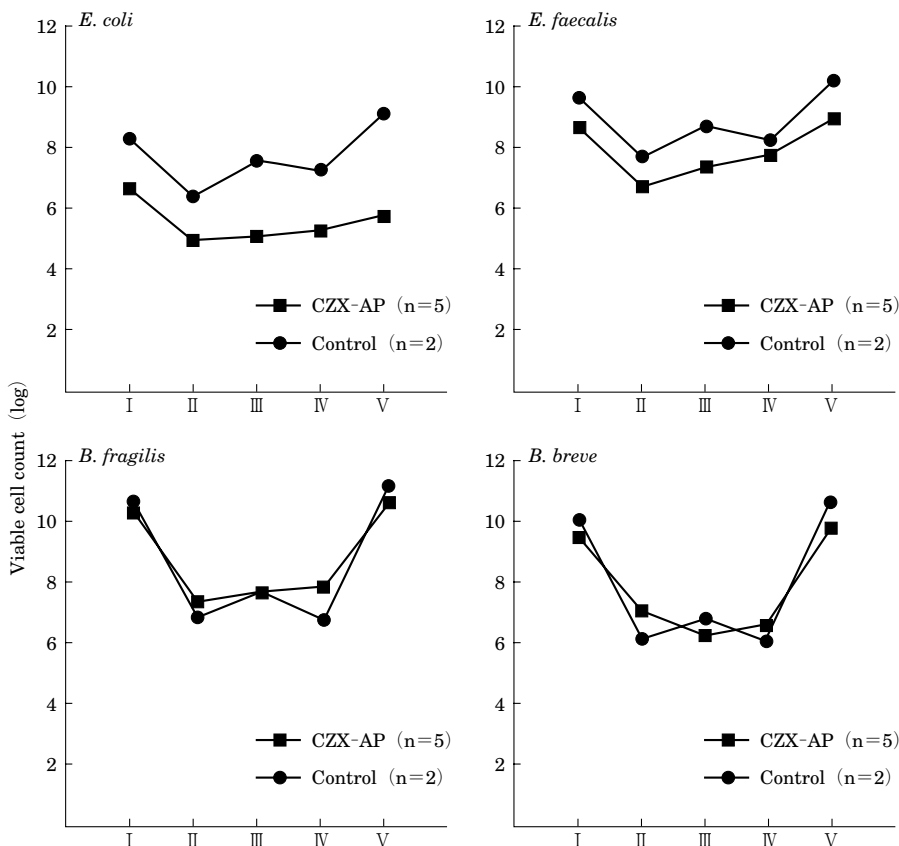 E. coli
12
10
8
6
4
2
CZX-AP (n=5)
Control (n=2)
Ⅰ Ⅱ Ⅲ Ⅳ Ⅴ
E. faecalis
12
10
8
6
4
2
CZX-AP (n=5)
Control (n=2)
Ⅰ Ⅱ Ⅲ Ⅳ Ⅴ
Viable cell count (log)
B. fragilis
12
10
8
6
4
2
CZX-AP (n=5)
Control (n=2)
Ⅰ Ⅱ Ⅲ Ⅳ Ⅴ
B. breve
12
10
8
6
4
2
CZX-AP (n=5)
Control (n=2)
Ⅰ Ⅱ Ⅲ Ⅳ Ⅴ